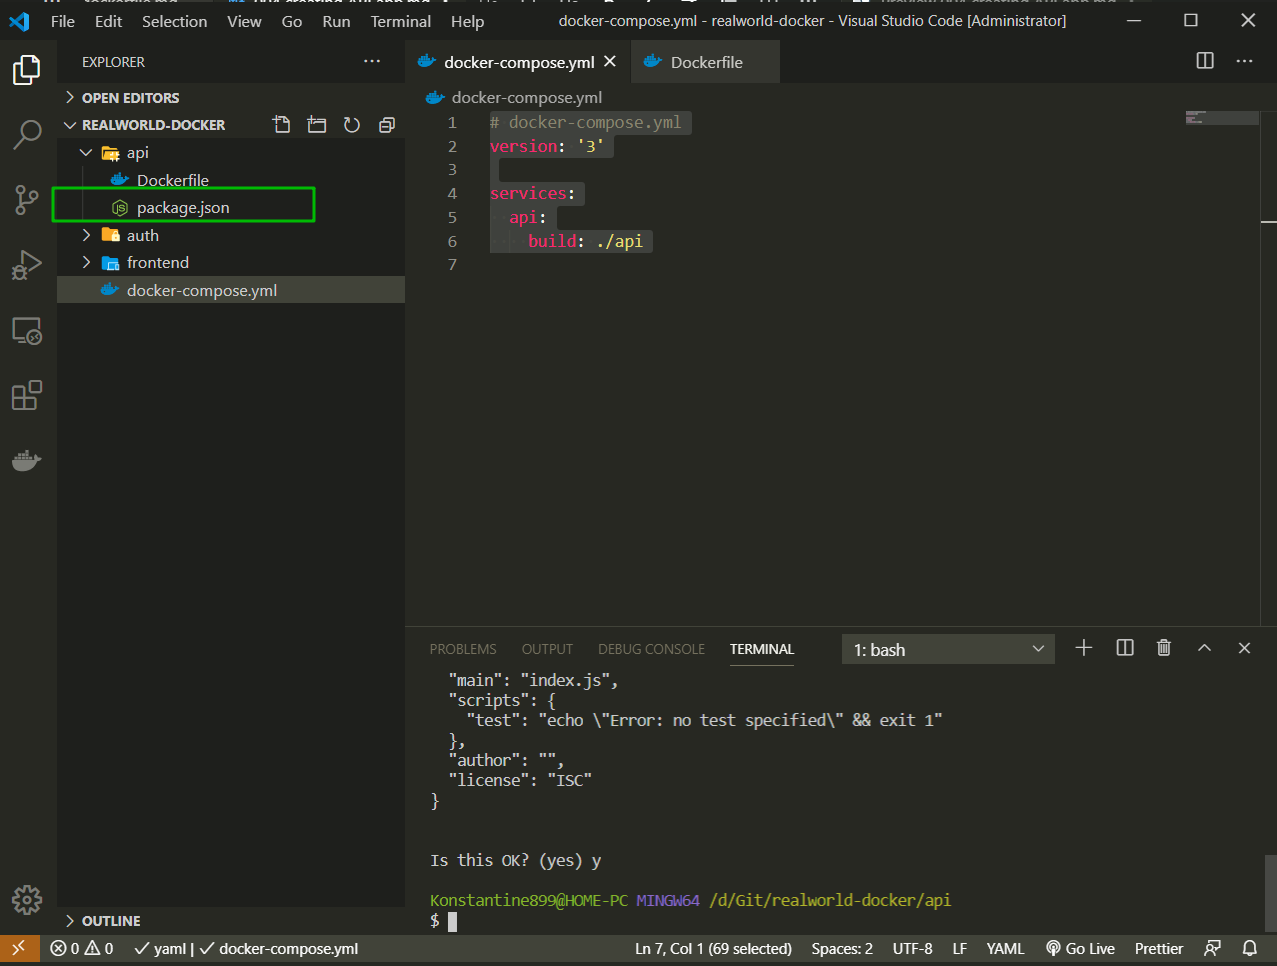 File Edit Selection View Go Run Terminal Help docker-compose.yml - realworld-docker - Visual Studio Code [Administrator]
EXPLORER
OPEN EDITORS
REALWORLD-DOCKER
api
Dockerfile
package.json
auth
frontend
docker-compose.yml
OUTLINE
docker-compose.yml Dockerfile
docker-compose.yml
1 # docker-compose.yml
2 version: '3'
3
4 services:
5 api:
6 build: ./api
7
PROBLEMS OUTPUT DEBUG CONSOLE TERMINAL 1: bash
"main": "index.js",
"scripts": {
"test": "echo \"Error: no test specified\" && exit 1"
},
"author": "",
"license": "ISC"
}
Is this OK? (yes) y
Konstantine899@HOME-PC MINGW64 /d/Git/realworld-docker/api
$
0 0 yaml | docker-compose.yml Ln 7, Col 1 (69 selected) Spaces: 2 UTF-8 LF YAML Go Live Prettier